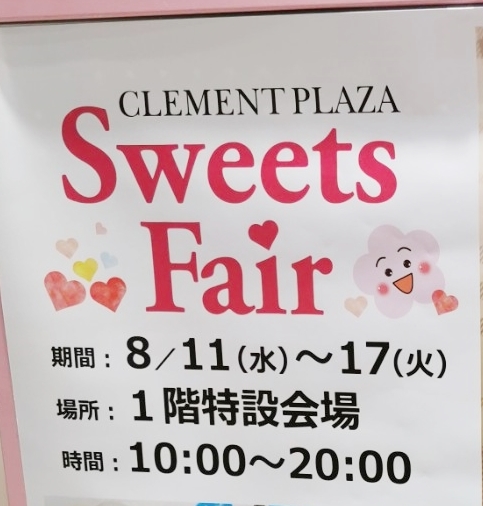 CLEMENT PLAZA
Sweets
Fair
期間：8／11(水)～17(火)
場所：1階特設会場
時間：10:00～20:00